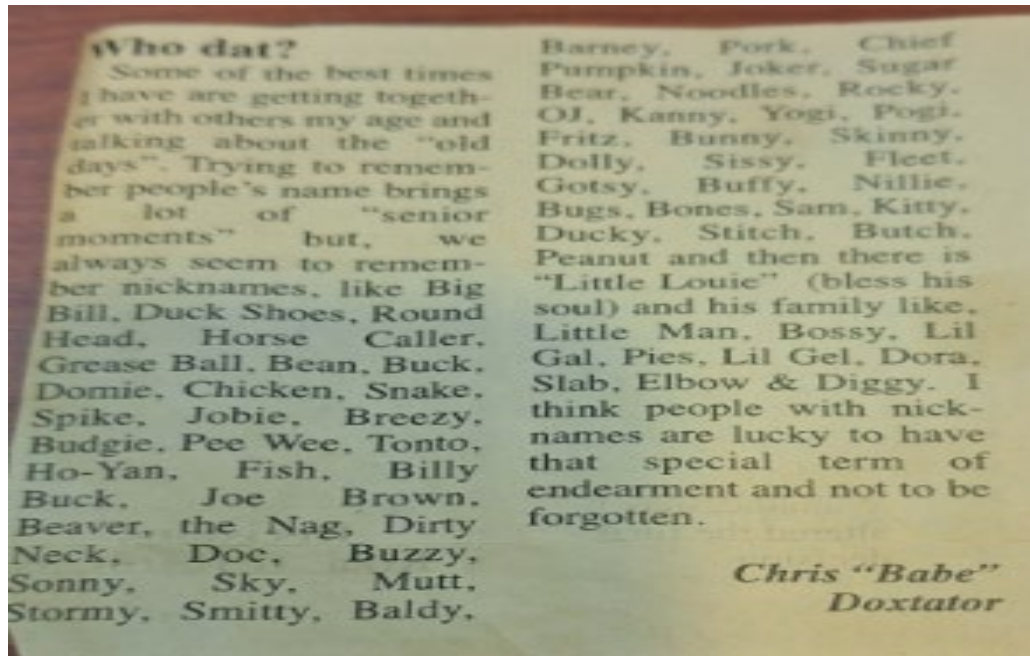 Who dat?
Some of the best times
I have are getting togeth-
er with others my age and
talking about the "old
days". Trying to remem-
ber people's name brings
a lot of "senior
moments" but, we
always seem to remem-
ber nicknames, like Big
Bill, Duck Shoes, Round
Head, Horse Caller,
Grease Ball, Bean, Buck,
Domie, Chicken, Snake,
Spike, Jobie, Breezy,
Budgie, Pee Wee, Tonto,
Ho-Yan, Fish, Billy
Buck, Joe Brown,
Beaver, the Nag, Dirty
Neck, Doc, Buzzy,
Sonny, Sky, Mutt,
Stormy, Smitty, Baldy,
Barney, Pork, Chief
Pumpkin, Joker, Sugar
Bear, Noodles, Rocky,
OJ, Kanny, Yogi, Pogi,
Fritz, Bunny, Skinny,
Dolly, Sissy, Fleet,
Gotsy, Buffy, Nillie,
Bugs, Bones, Sam, Kitty,
Ducky, Stitch, Butch,
Peanut and then there is
"Little Louie" (bless his
soul) and his family like,
Little Man, Bossy, Lil
Gal, Pies, Lil Gel, Dora,
Slab, Elbow & Diggy. I
think people with nick-
names are lucky to have
that special term of
endearment and not to be
forgotten.
Chris "Babe"
Doxtator